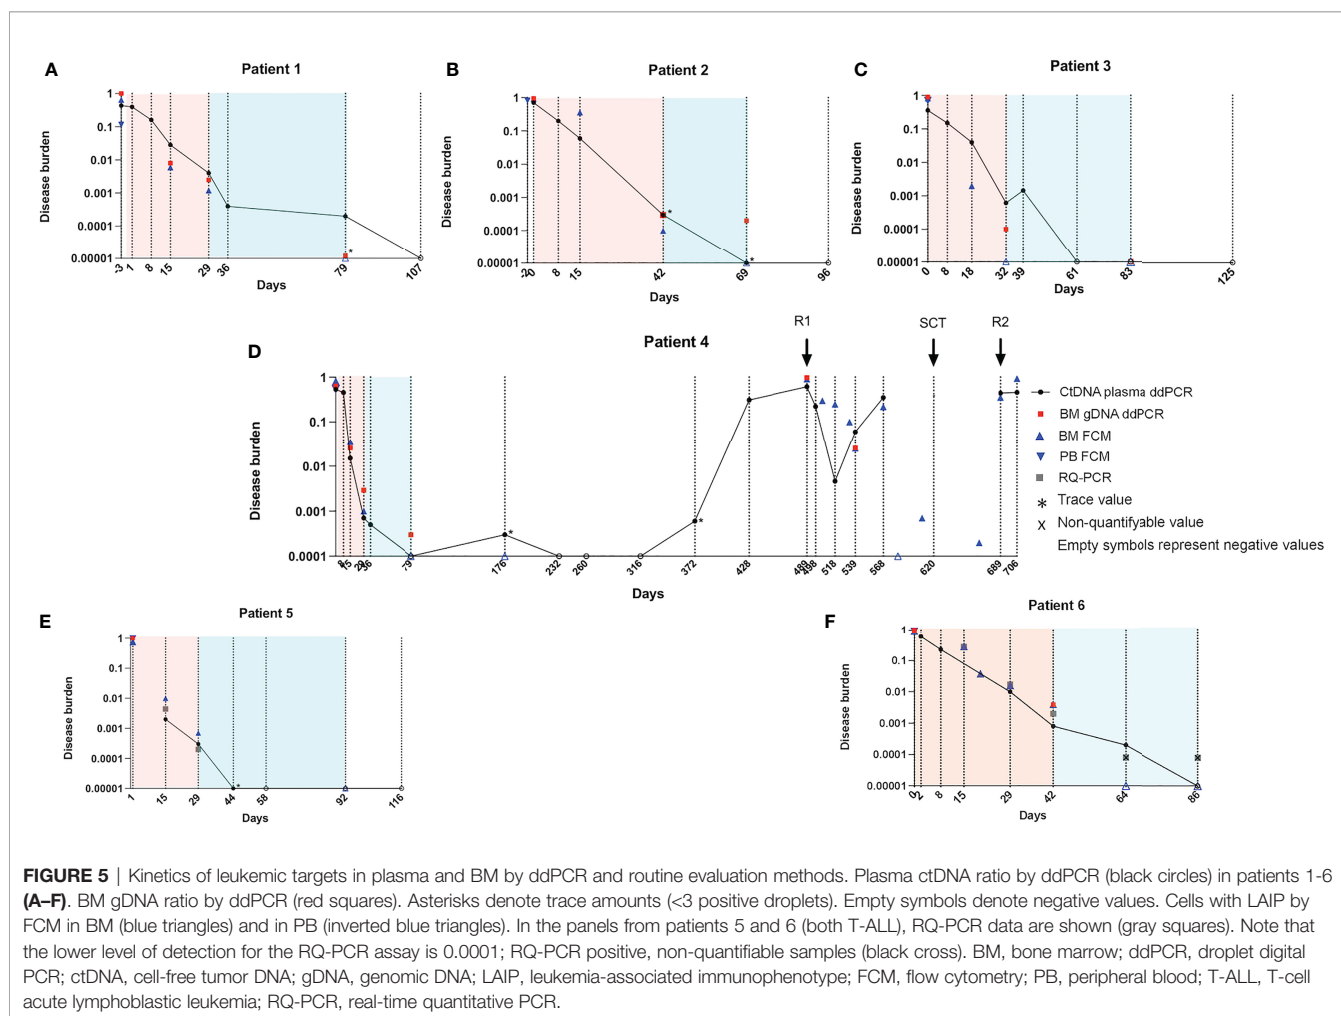 A
Patient 1
Disease burden
1
0.1
0.01
0.001
0.0001
0.00001
-3
1
8
15
29
36
79
107
*
Days
B
Patient 2
Disease burden
1
0.1
0.01
0.001
0.0001
0.00001
-2
0
8
15
42
69
96
*
*
Days
C
Patient 3
Disease burden
1
0.1
0.01
0.001
0.0001
0.00001
0
8
18
32
39
61
83
125
Days
D
Patient 4
R1
SCT
R2
Disease burden
1
0.1
0.01
0.001
0.0001
8
15
29
36
79
176
232
260
316
372
428
489
498
518
539
568
620
689
706
*
*
Days
CtDNA plasma ddPCR
BM gDNA ddPCR
BM FCM
PB FCM
RQ-PCR
* Trace value
x Non-quantifyable value
Empty symbols represent negative values
E
Patient 5
Disease burden
1
0.1
0.01
0.001
0.0001
0.00001
1
15
29
44
58
92
116
*
Days
F
Patient 6
Disease burden
1
0.1
0.01
0.001
0.0001
0.00001
0
2
8
15
29
42
64
86
Days
FIGURE 5 | Kinetics of leukemic targets in plasma and BM by ddPCR and routine evaluation methods. Plasma ctDNA ratio by ddPCR (black circles) in patients 1-6
(A–F). BM gDNA ratio by ddPCR (red squares). Asterisks denote trace amounts (<3 positive droplets). Empty symbols denote negative values. Cells with LAIP by
FCM in BM (blue triangles) and in PB (inverted blue triangles). In the panels from patients 5 and 6 (both T-ALL), RQ-PCR data are shown (gray squares). Note that
the lower level of detection for the RQ-PCR assay is 0.0001; RQ-PCR positive, non-quantifiable samples (black cross). BM, bone marrow; ddPCR, droplet digital
PCR; ctDNA, cell-free tumor DNA; gDNA, genomic DNA; LAIP, leukemia-associated immunophenotype; FCM, flow cytometry; PB, peripheral blood; T-ALL, T-cell
acute lymphoblastic leukemia; RQ-PCR, real-time quantitative PCR.